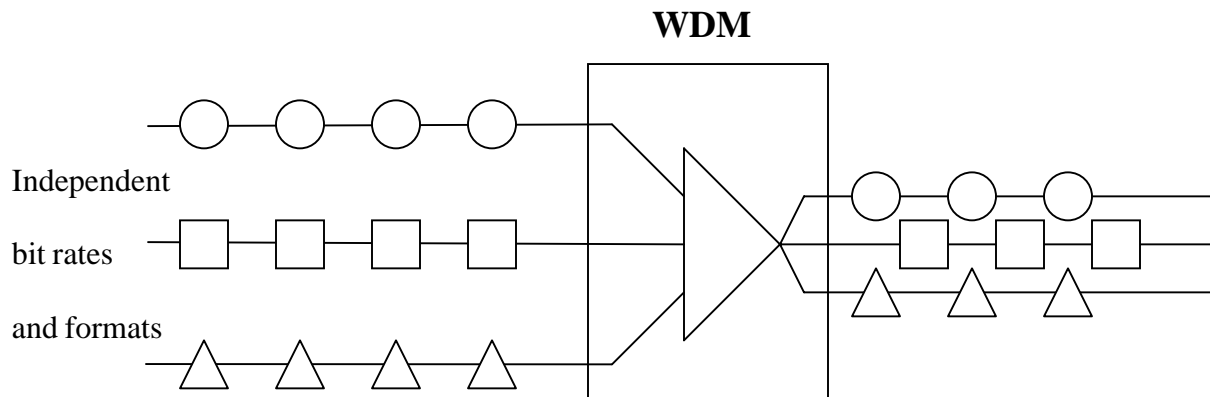 WDM
Independent
bit rates
and formats